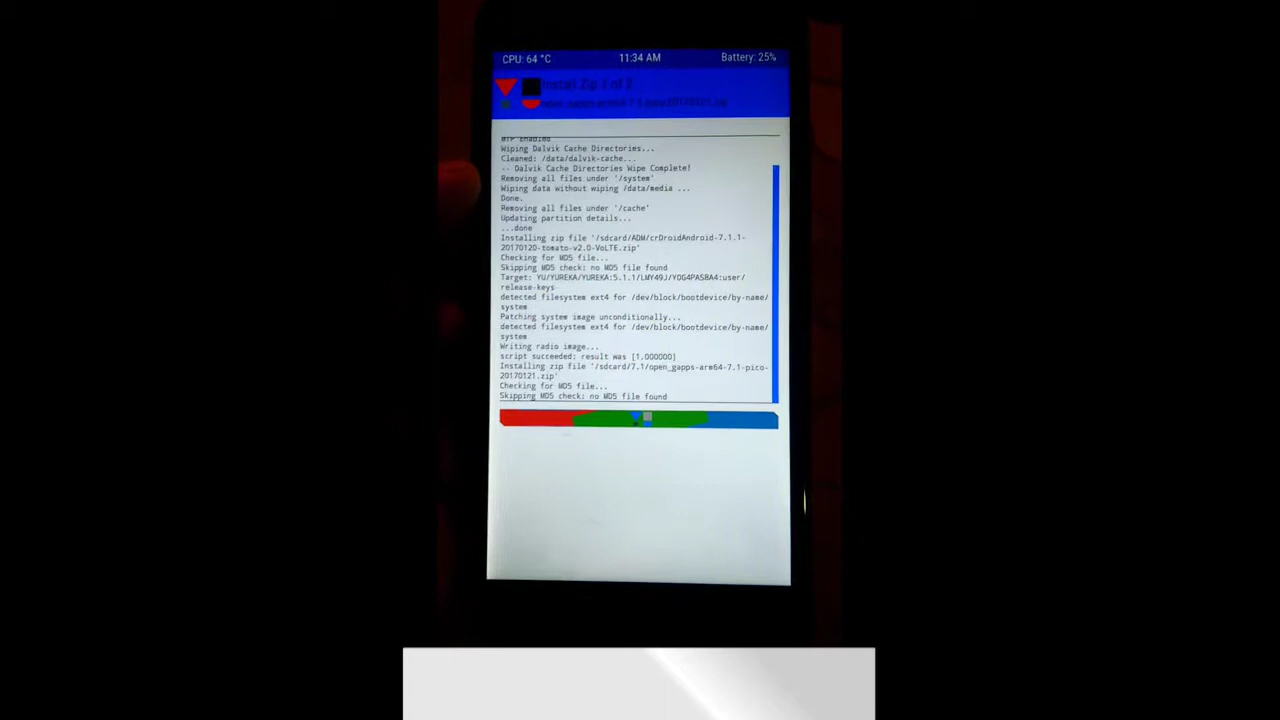 CPU: 64 °C 11:34 AM Battery: 25%
Install Zip 1 of 2
MTP Enabled
Wiping Dalvik Cache Directories...
Cleaned: /data/dalvik-cache...
-- Dalvik Cache Directories Wipe Complete!
Removing all files under '/system'
Wiping data without wiping /data/media ...
Done.
Removing all files under '/cache'
Updating partition details...
...done
Installing zip file '/sdcard/ADM/crDroidAndroid-7.1.1-
20170120-tomato-v2.0-VoLTE.zip'
Checking for MD5 file...
Skipping MD5 check: no MD5 file found
Target: YU/YUREKA/YUREKA:5.1.1/LMY49J/YOG4PAS8A4:user/
release-keys
detected filesystem ext4 for /dev/block/bootdevice/by-name/
system
Patching system image unconditionally...
detected filesystem ext4 for /dev/block/bootdevice/by-name/
system
Writing radio image...
script succeeded: result was [1.000000]
Installing zip file '/sdcard/7.1/open_gapps-arm64-7.1-pico-
20170121.zip'
Checking for MD5 file...
Skipping MD5 check: no MD5 file found